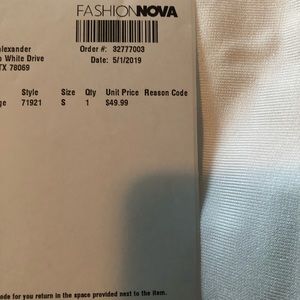 FASHIONNOVA
alexander Order #: 32777003
White Drive Date: 5/1/2019
TX 78069
Style Size Qty Unit Price Reason Code
ge 71921 S 1 $49.99
ode for you return in the space provided next to the item.